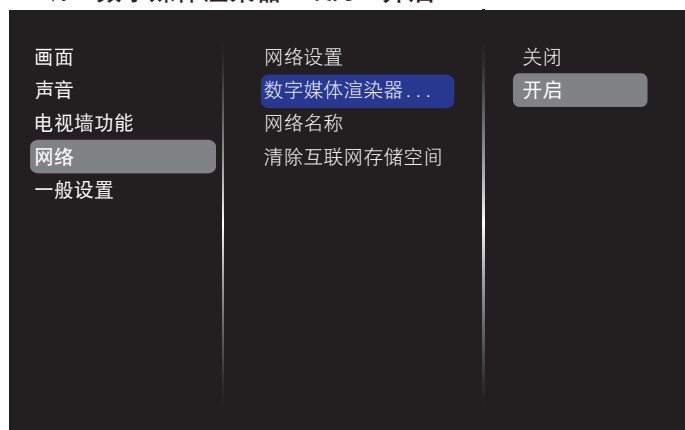 画面
声音
电视墙功能
网络
一般设置
网络设置
数字媒体渲染器...
网络名称
清除互联网存储空间
关闭
开启